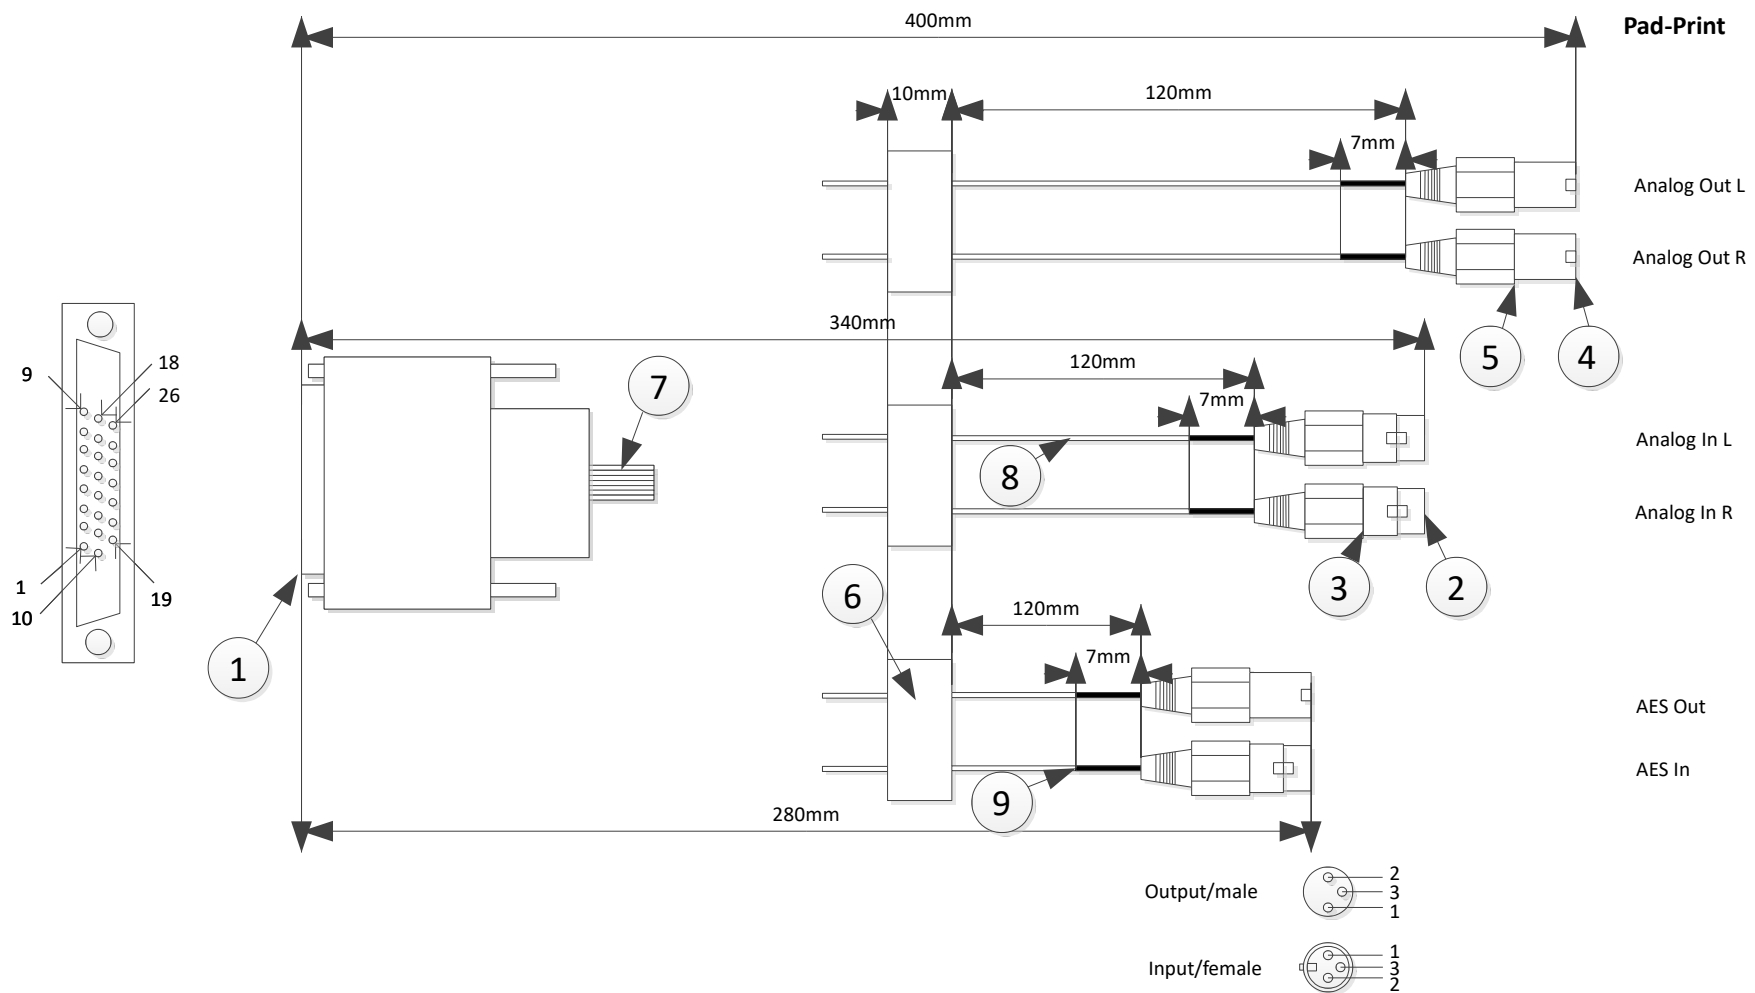 400mm
Pad-Print
10mm
120mm
7mm
Analog Out L
Analog Out R
340mm
5
4
9
18
26
7
120mm
7mm
Analog In L
8
Analog In R
1
10
19
3
2
6
120mm
1
7mm
AES Out
AES In
9
280mm
Output/male
2
3
1
Input/female
1
3
2